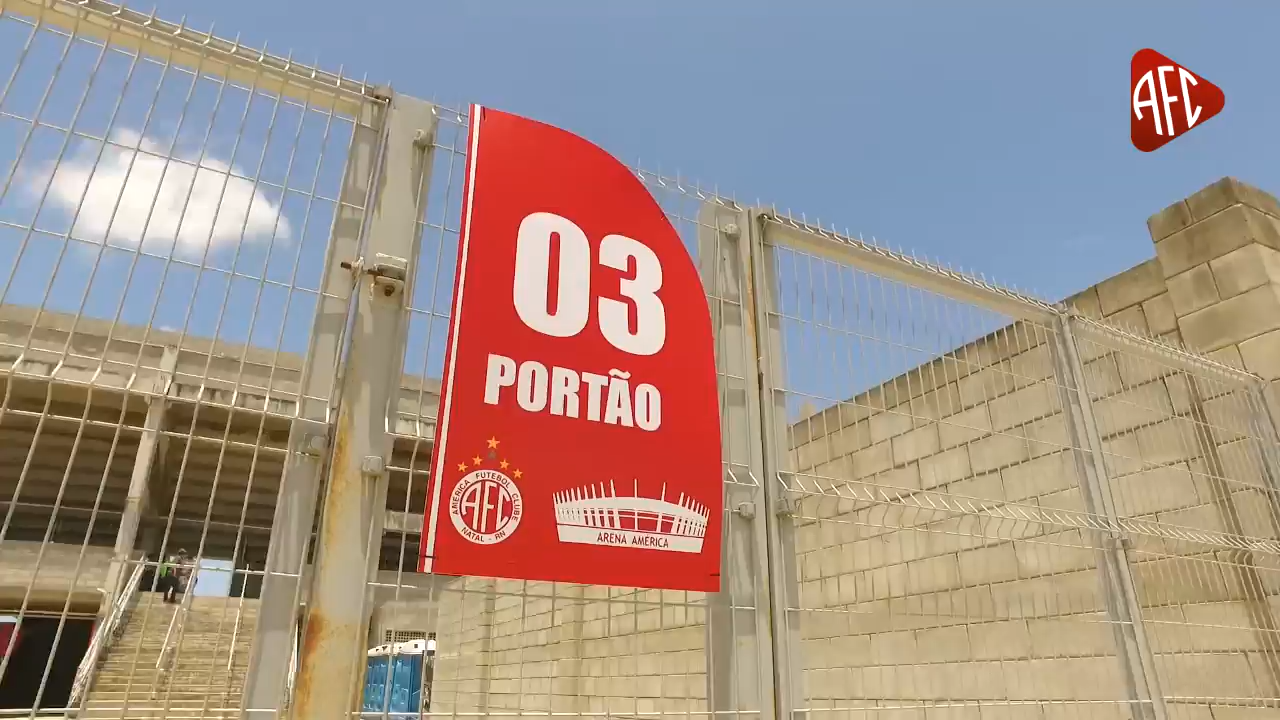 AFC
03
PORTÃO
AMÉRICA FUTEBOL CLUBE
AFC
NATAL - RN
ARENA AMÉRICA